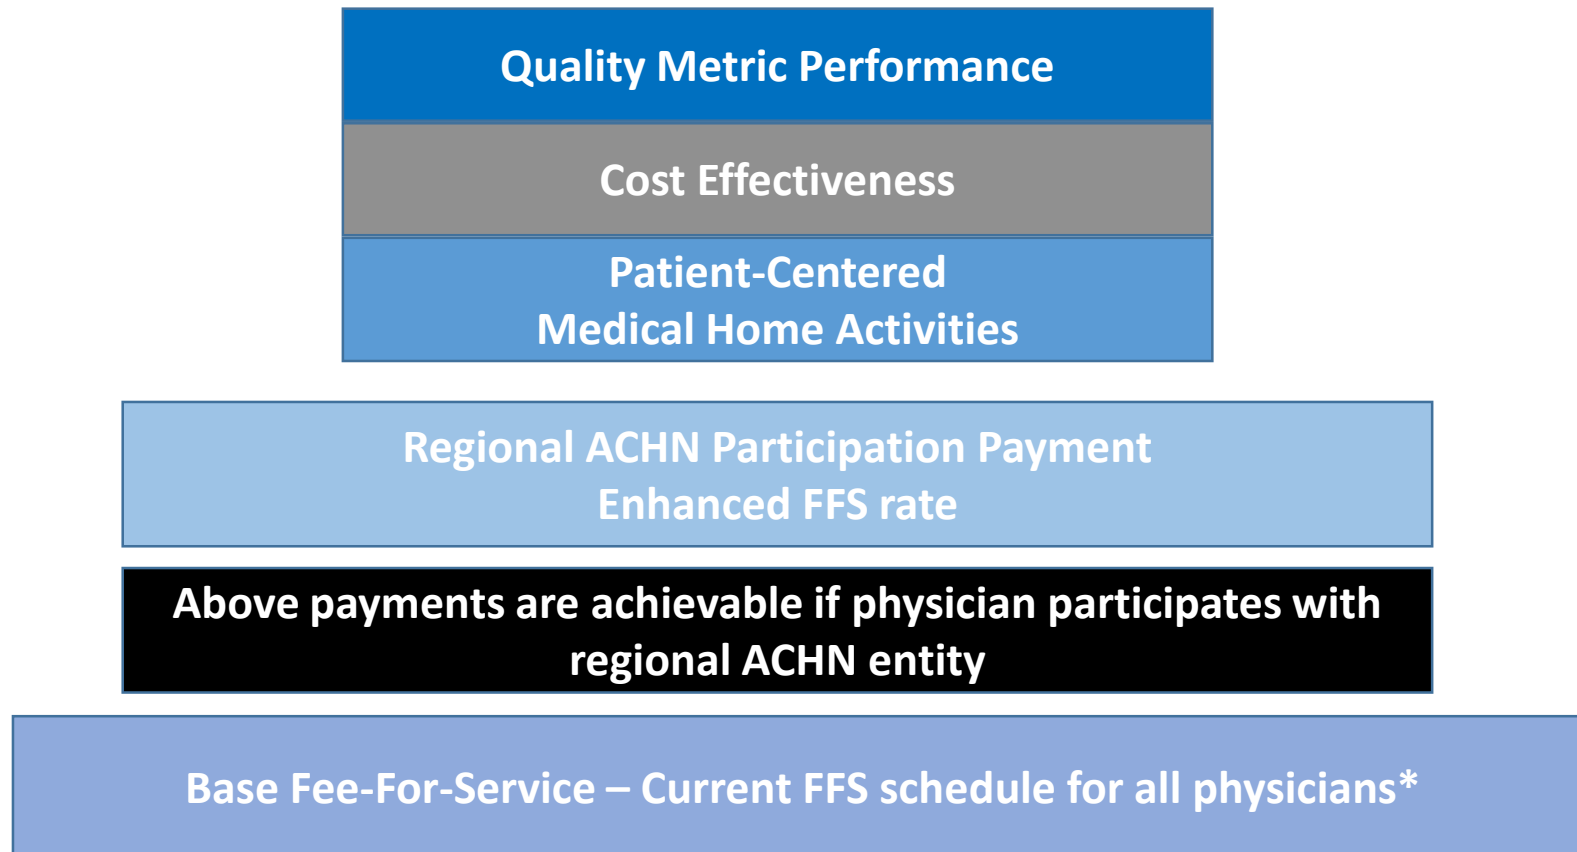 Quality Metric Performance
Cost Effectiveness
Patient-Centered
Medical Home Activities
Regional ACHN Participation Payment
Enhanced FFS rate
Above payments are achievable if physician participates with
regional ACHN entity
Base Fee-For-Service – Current FFS schedule for all physicians*